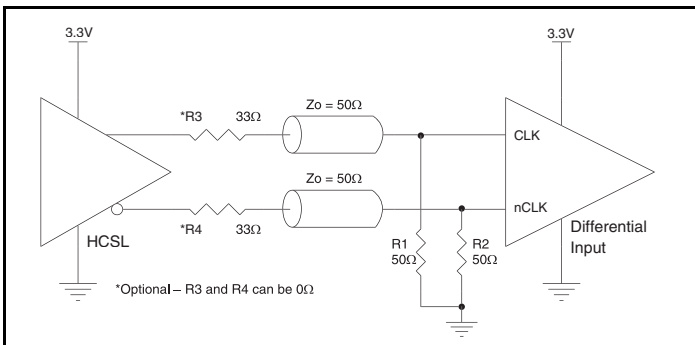 3.3V
3.3V
*R3
33Ω
Zo = 50Ω
CLK
Zo = 50Ω
nCLK
*R4
33Ω
HCSL
R1
50Ω
R2
50Ω
Differential
Input
*Optional – R3 and R4 can be 0Ω